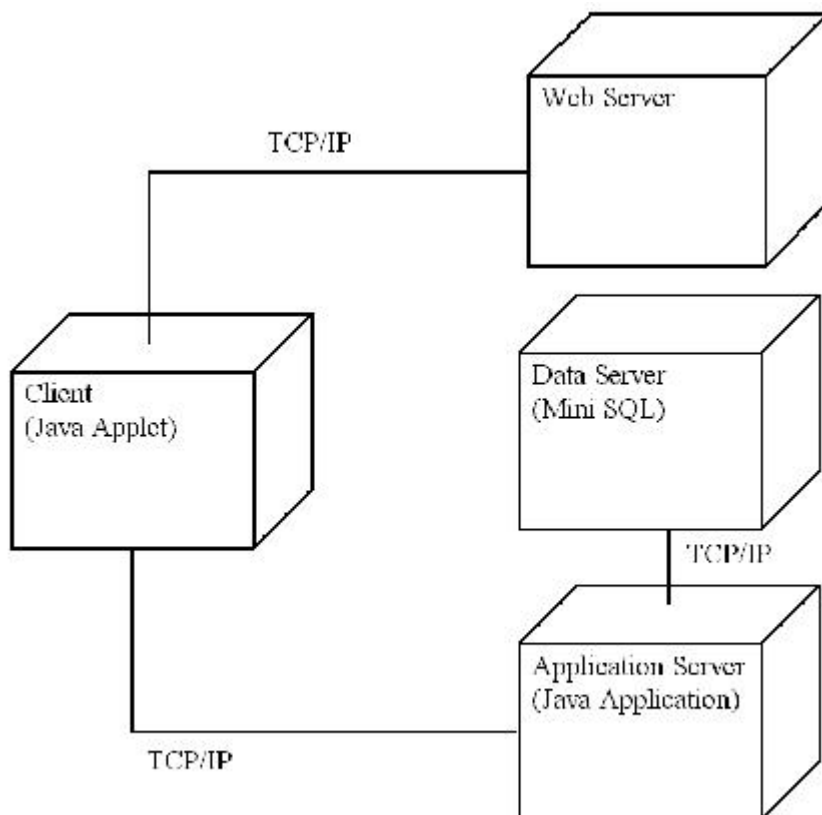 Web Server
TCP/IP
Client
(Java Applet)
Data Server
(Mini SQL)
TCP/IP
Application Server
(Java Application)
TCP/IP